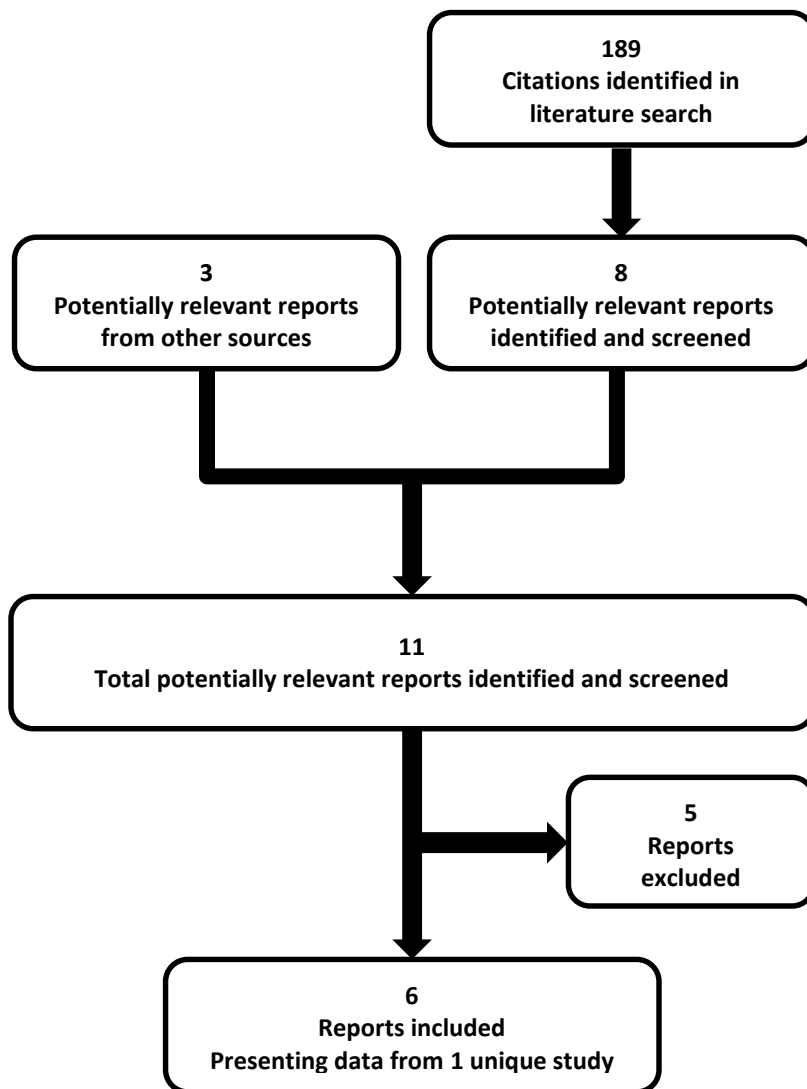 189
Citations identified in
literature search
3
Potentially relevant reports
from other sources
8
Potentially relevant reports
identified and screened
11
Total potentially relevant reports identified and screened
5
Reports
excluded
6
Reports included
Presenting data from 1 unique study